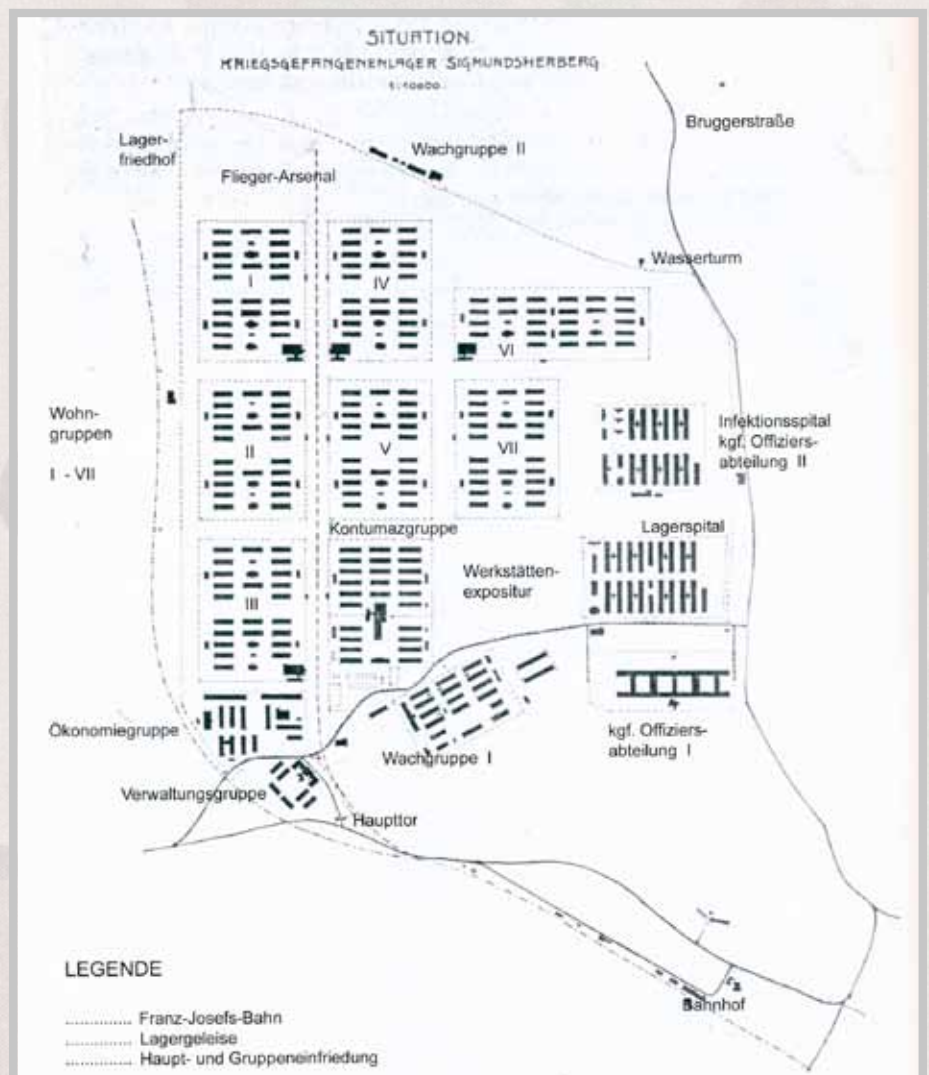 SITUATION.
KRIEGSGEFANGENENLAGER SIGMUNDSHERBERG.
1:10000.
Bruggerstraße
Lager-
friedhof
Wachgruppe II
Flieger-Arsenal
Wasserturm
I
IV
VI
Wohn-
gruppen
I - VII
II
V
VII
Infektionsspital
kgf. Offiziers-
abteilung II
Kontumazgruppe
Lagerspital
Werkstätten-
expositur
III
Ökonomiegruppe
Wachgruppe I
kgf. Offiziers-
abteilung I
Verwaltungsgruppe
Haupttor
Bahnhof
LEGENDE
Franz-Josefs-Bahn
Lagergeleise
Haupt- und Gruppeneinfriedung